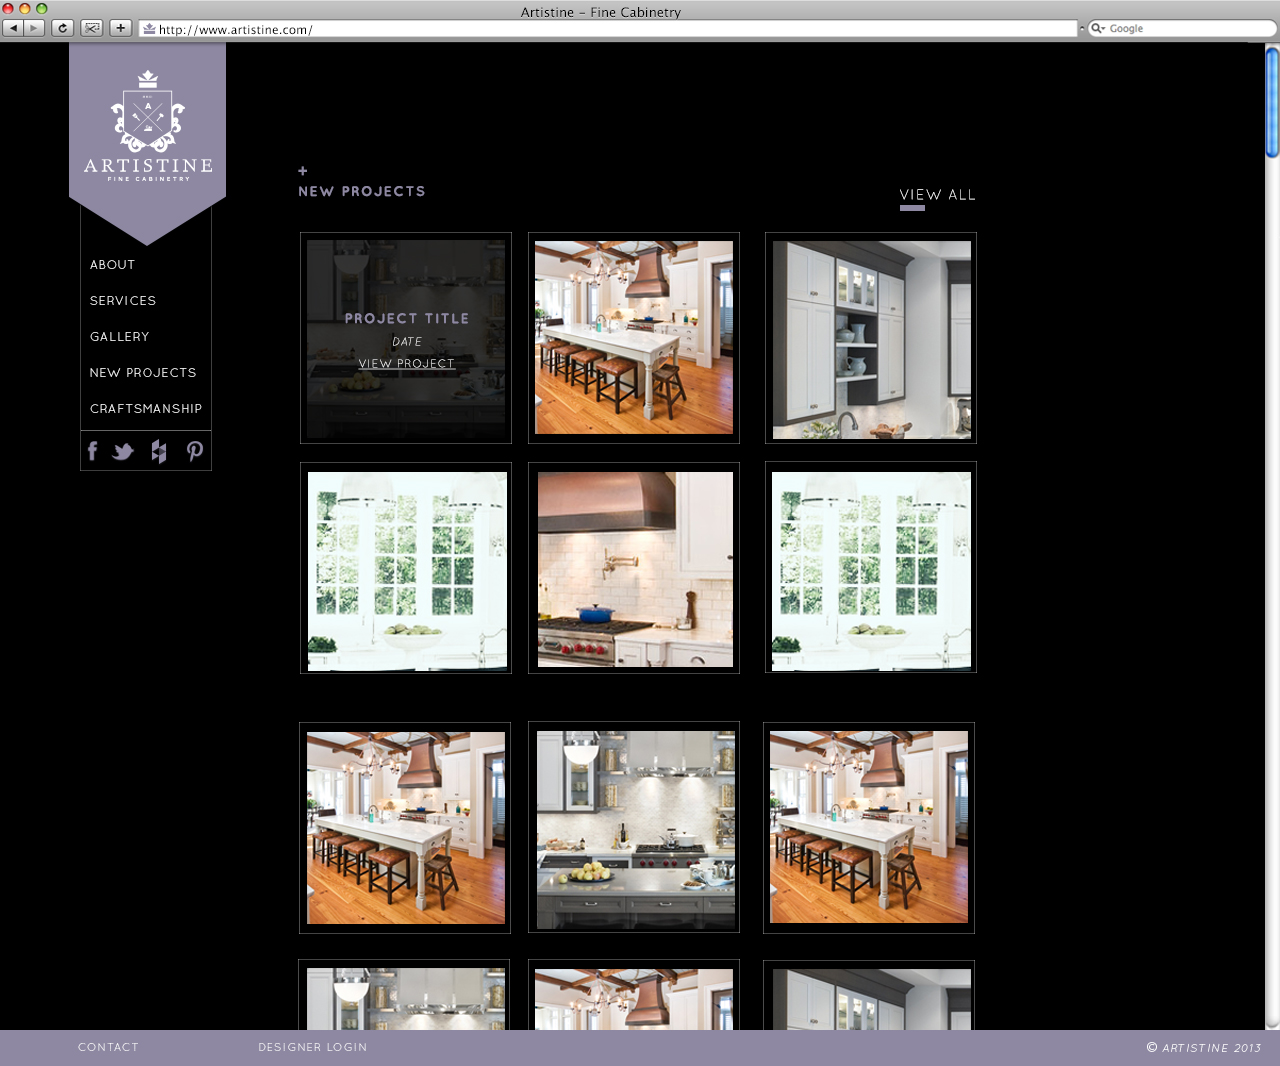 Artistine – Fine Cabinetry
http://www.artistine.com/
Google
A
ARTISTINE
FINE CABINETRY
ABOUT
SERVICES
GALLERY
NEW PROJECTS
CRAFTSMANSHIP
+
NEW PROJECTS
VIEW ALL
PROJECT TITLE
DATE
VIEW PROJECT
CONTACT
DESIGNER LOGIN
© ARTISTINE 2013